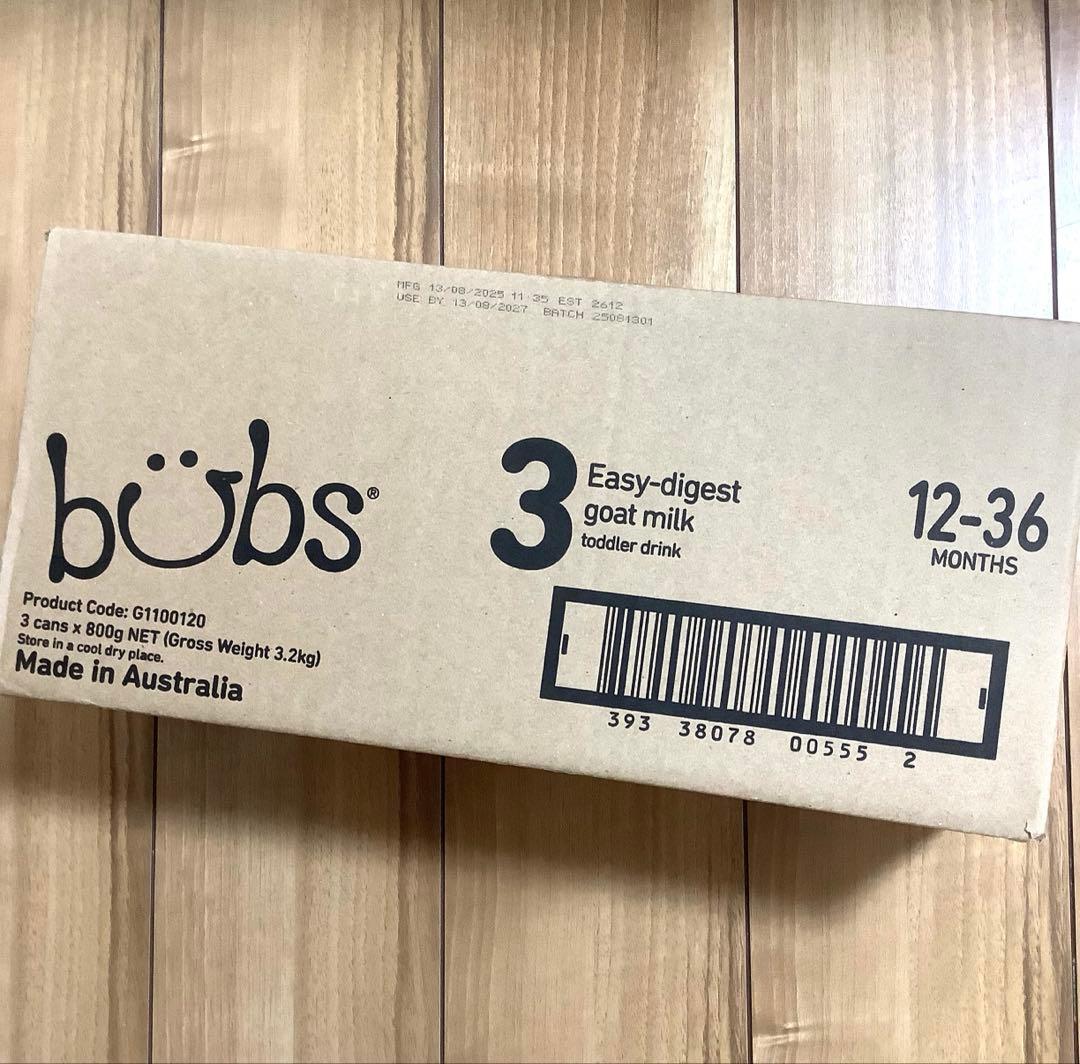 MFG 13/08/2025 11:35 EST 2612
USE BY 13/08/2027 BATCH 25081301
bübs®
3
Easy-digest
goat milk
toddler drink
12-36
MONTHS
Product Code: G1100120
3 cans x 800g NET (Gross Weight 3.2kg)
Store in a cool dry place.
Made in Australia
393 38078 00555 2